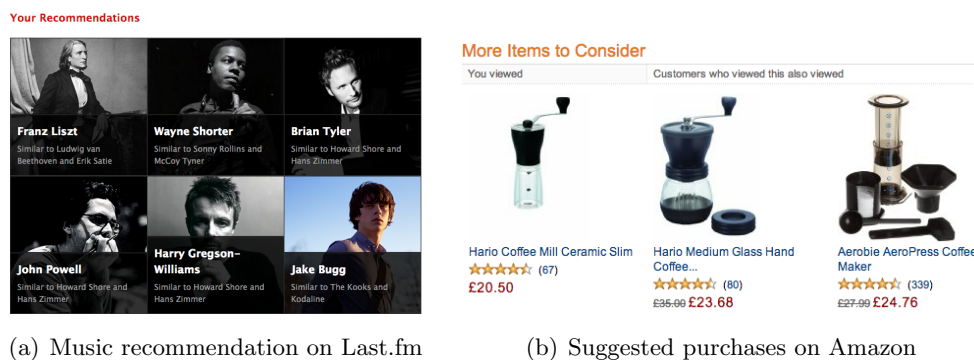 Your Recommendations
Franz Liszt
Similar to Ludwig van
Beethoven and Erik Satie
Wayne Shorter
Similar to Sonny Rollins and
McCoy Tyner
Brian Tyler
Similar to Howard Shore and
Hans Zimmer
John Powell
Similar to Howard Shore and
Hans Zimmer
Harry Gregson-
Williams
Similar to Howard Shore and
Hans Zimmer
Jake Bugg
Similar to The Kooks and
Kodaline
(a) Music recommendation on Last.fm
More Items to Consider
You viewed
Customers who viewed this also viewed
Hario Coffee Mill Ceramic Slim
(67)
£20.50
Hario Medium Glass Hand
Coffee...
(80)
£35.00 £23.68
Aerobie AeroPress Coffee
Maker
(339)
£27.99 £24.76
(b) Suggested purchases on Amazon